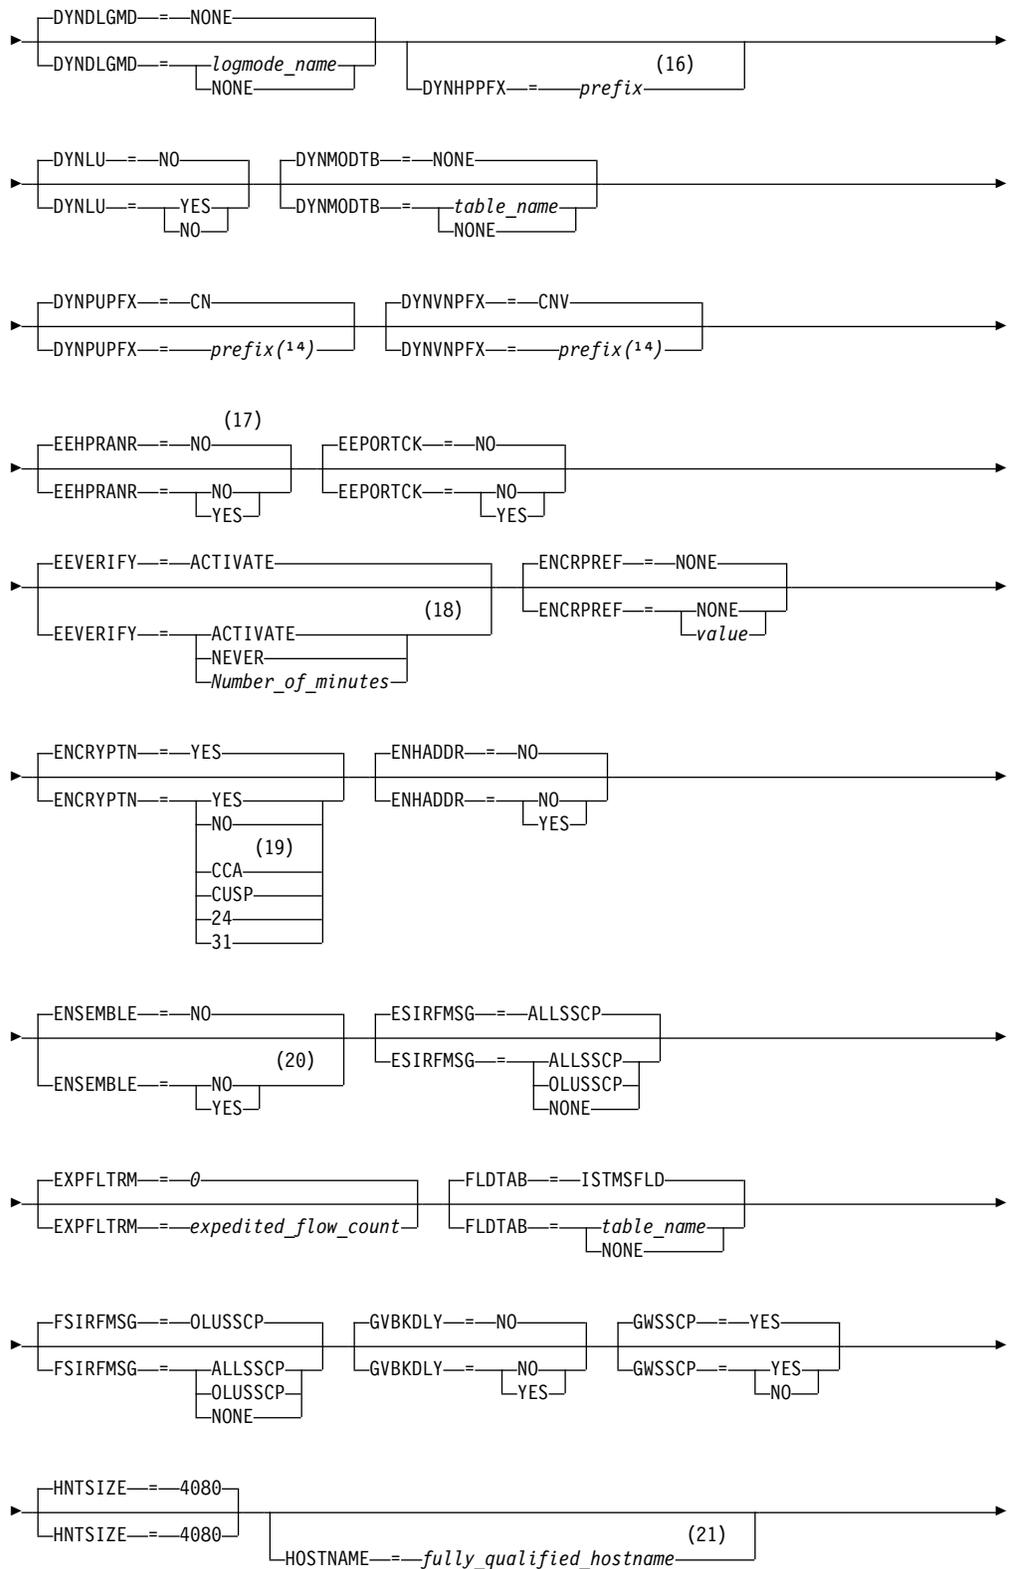 DYNDLGMD = NONE
DYNDLGMD = logmode_name
NONE
(16)
DYNHPPFX = prefix
DYNLU = NO
DYNLU = YES
NO
DYNMODTB = NONE
DYNMODTB = table_name
NONE
DYNPUPFX = CN
DYNPUPFX = prefix(¹⁴)
DYNVNPFX = CNV
DYNVNPFX = prefix(¹⁴)
(17)
EEHPRANR = NO
EEHPRANR = NO
YES
EEPORTCK = NO
EEPORTCK = NO
YES
EEVERIFY = ACTIVATE
(18)
EEVERIFY = ACTIVATE
NEVER
Number_of_minutes
ENCRPREF = NONE
ENCRPREF = NONE
value
ENCRYPTN = YES
ENCRYPTN = YES
NO
(19)
CCA
CUSP
24
31
ENHADDR = NO
ENHADDR = NO
YES
ENSEMBLE = NO
(20)
ENSEMBLE = NO
YES
ESIRFMSG = ALLSSCP
ESIRFMSG = ALLSSCP
OLUSSCP
NONE
EXPFLTRM = 0
EXPFLTRM = expedited_flow_count
FLDTAB = ISTMSFLD
FLDTAB = table_name
NONE
FSIRFMSG = OLUSSCP
FSIRFMSG = ALLSSCP
OLUSSCP
NONE
GVBKDLY = NO
GVBKDLY = NO
YES
GWSSCP = YES
GWSSCP = YES
NO
HNTSIZE = 4080
HNTSIZE = 4080
(21)
HOSTNAME = fully_qualified_hostname